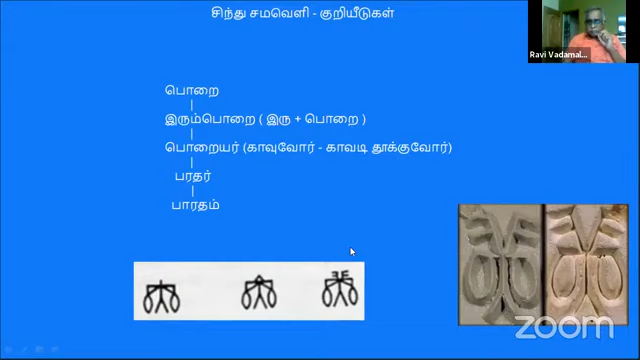 சிந்து சமவெளி - குறியீடுகள்
Ravi Vadamal...
பொறை
|
இரும்பொறை ( இரு + பொறை )
|
பொறையர் (காவுவோர் - காவடி தூக்குவோர்)
|
பரதர்
|
பாரதம்
zoom